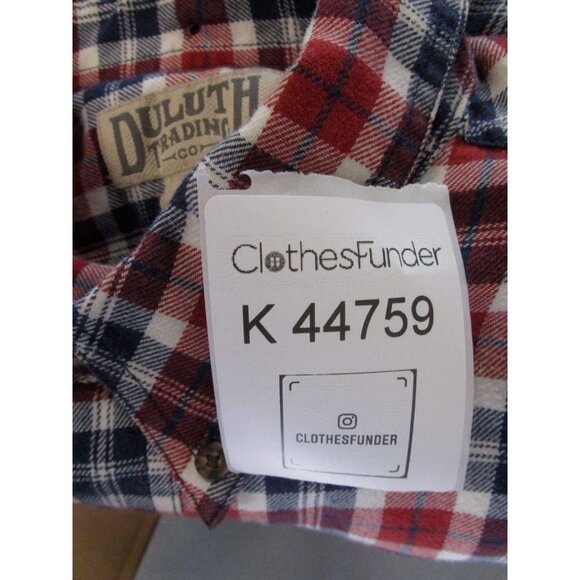 DULUTH
TRADING
CO
ClothesFunder
K 44759
CLOTHESFUNDER